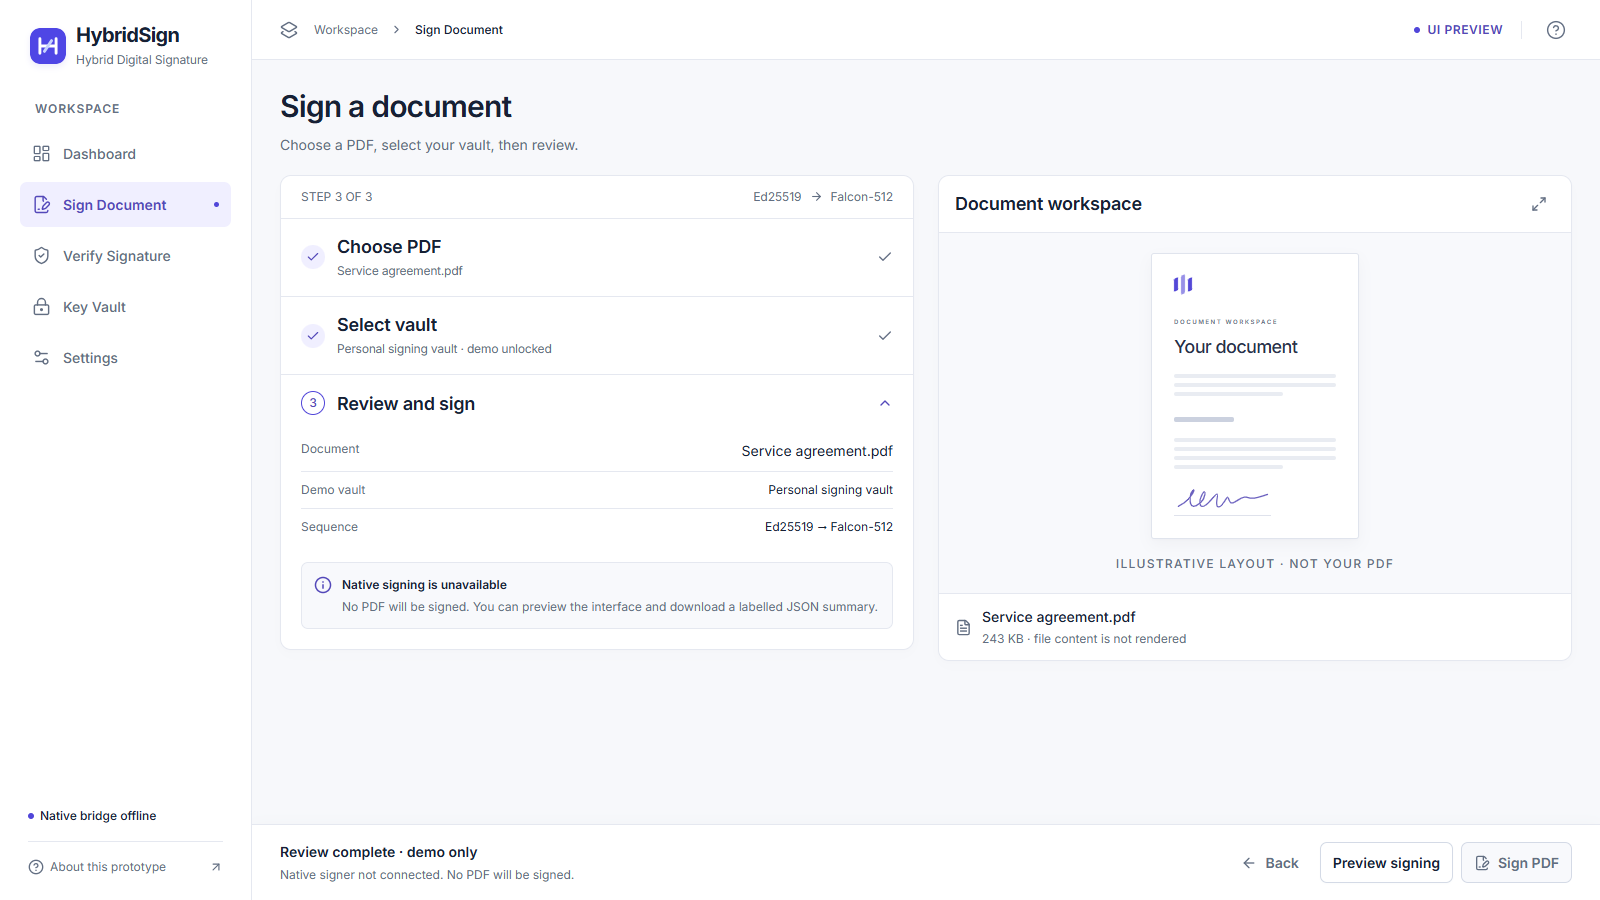 HybridSign
Hybrid Digital Signature
WORKSPACE
Dashboard
Sign Document
Verify Signature
Key Vault
Settings
Native bridge offline
About this prototype
Workspace
Sign Document
UI PREVIEW
Sign a document
Choose a PDF, select your vault, then review.
STEP 3 OF 3
Ed25519 → Falcon-512
Choose PDF
Service agreement.pdf
Select vault
Personal signing vault · demo unlocked
3
Review and sign
Document
Service agreement.pdf
Demo vault
Personal signing vault
Sequence
Ed25519 → Falcon-512
Native signing is unavailable
No PDF will be signed. You can preview the interface and download a labelled JSON summary.
Document workspace
DOCUMENT WORKSPACE
Your document
ILLUSTRATIVE LAYOUT · NOT YOUR PDF
Service agreement.pdf
243 KB · file content is not rendered
Review complete · demo only
Native signer not connected. No PDF will be signed.
Back
Preview signing
Sign PDF